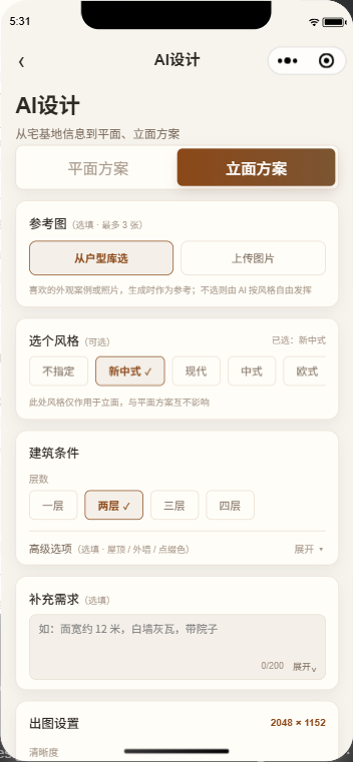 5:31
AI设计
AI设计
从宅基地信息到平面、立面方案
平面方案 立面方案
参考图（选填 · 最多 3 张）
从户型库选 上传图片
喜欢的外观案例或照片，生成时作为参考；不选则由 AI 按风格自由发挥
选个风格（可选） 已选：新中式
不指定 新中式 ✓ 现代 中式 欧式
此处风格仅作用于立面，与平面方案互不影响
建筑条件
层数
一层 两层 ✓ 三层 四层
高级选项（选填 · 屋顶 / 外墙 / 点缀色） 展开
补充需求（选填）
如：面宽约 12 米，白墙灰瓦，带院子
0/200 展开
出图设置 2048 × 1152
清晰度